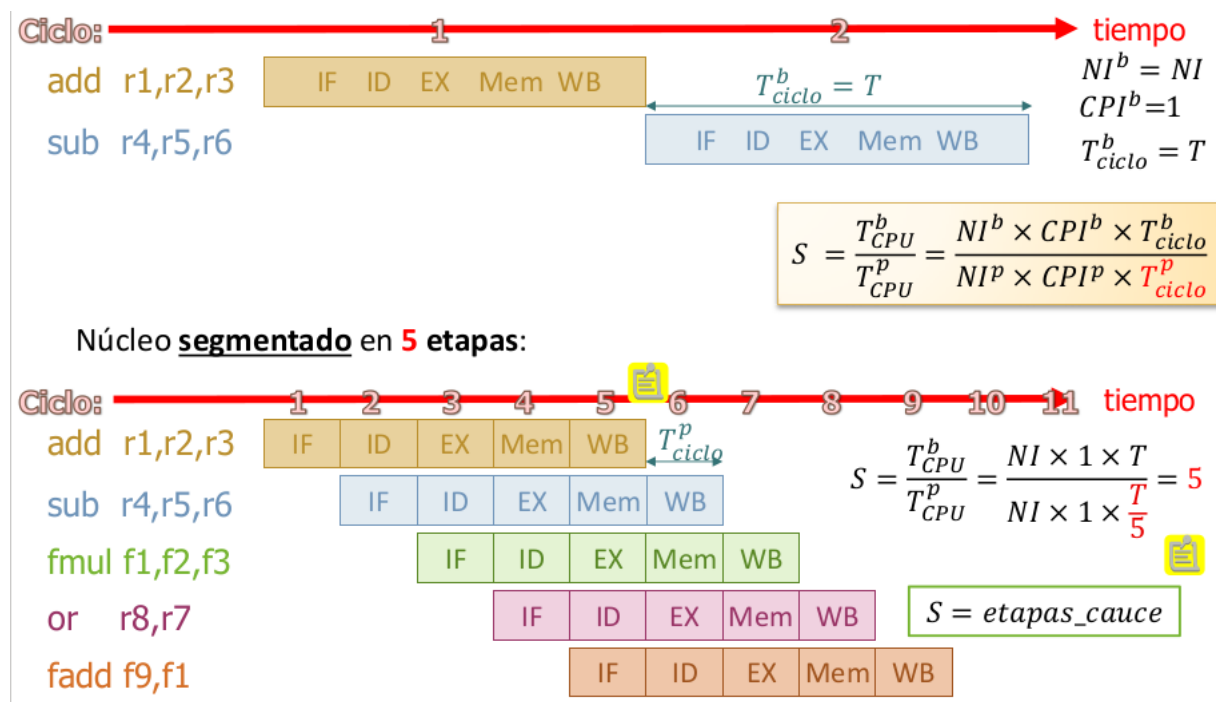 Ciclo: 1 2 tiempo
add r1,r2,r3 IF ID EX Mem WB
T^b_ciclo = T
NI^b = NI
CPI^b=1
T^b_ciclo = T
sub r4,r5,r6 IF ID EX Mem WB
S = T^b_CPU / T^p_CPU = NI^b × CPI^b × T^b_ciclo / NI^p × CPI^p × T^p_ciclo
Núcleo segmentado en 5 etapas:
Ciclo: 1 2 3 4 5 6 7 8 9 10 11 tiempo
add r1,r2,r3 IF ID EX Mem WB T^p_ciclo
sub r4,r5,r6 IF ID EX Mem WB
S = T^b_CPU / T^p_CPU = NI × 1 × T / NI × 1 × T/5 = 5
fmul f1,f2,f3 IF ID EX Mem WB
or r8,r7 IF ID EX Mem WB
S = etapas_cauce
fadd f9,f1 IF ID EX Mem WB